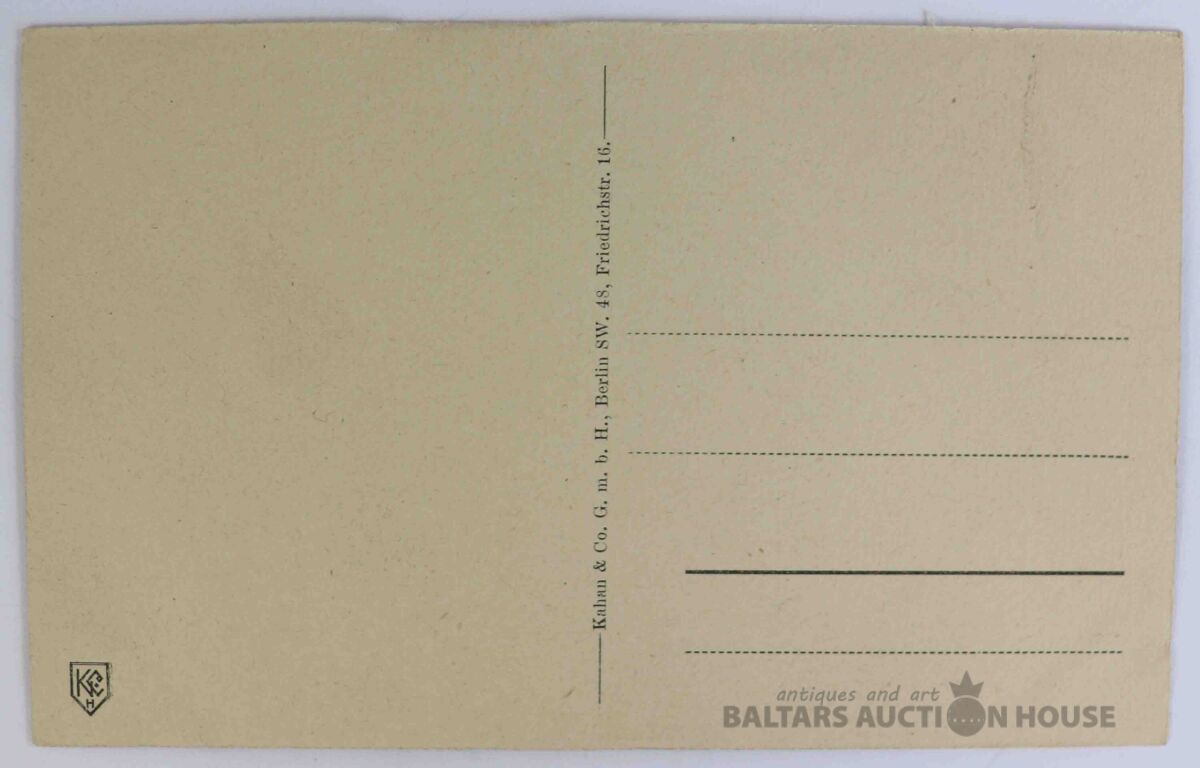 Kahan & Co. G. m. b. H., Berlin SW. 48, Friedrichstr. 16.
H
antiques and art
BALTARS AUCTION HOUSE